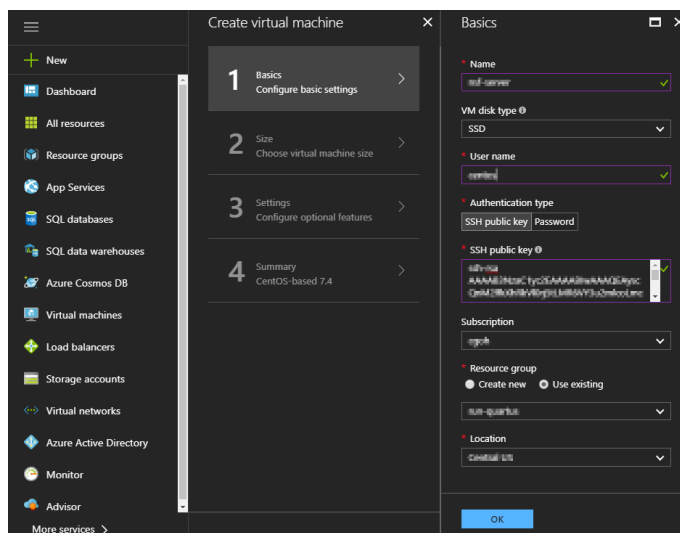 Create virtual machine
Basics
New
Dashboard
All resources
Resource groups
App Services
SQL databases
SQL data warehouses
Azure Cosmos DB
Virtual machines
Load balancers
Storage accounts
Virtual networks
Azure Active Directory
Monitor
Advisor
More services
1
Basics
Configure basic settings
2
Size
Choose virtual machine size
3
Settings
Configure optional features
4
Summary
CentOS-based 7.4
* Name
VM disk type
SSD
* User name
* Authentication type
SSH public key Password
* SSH public key
Subscription
* Resource group
Create new Use existing
* Location
OK